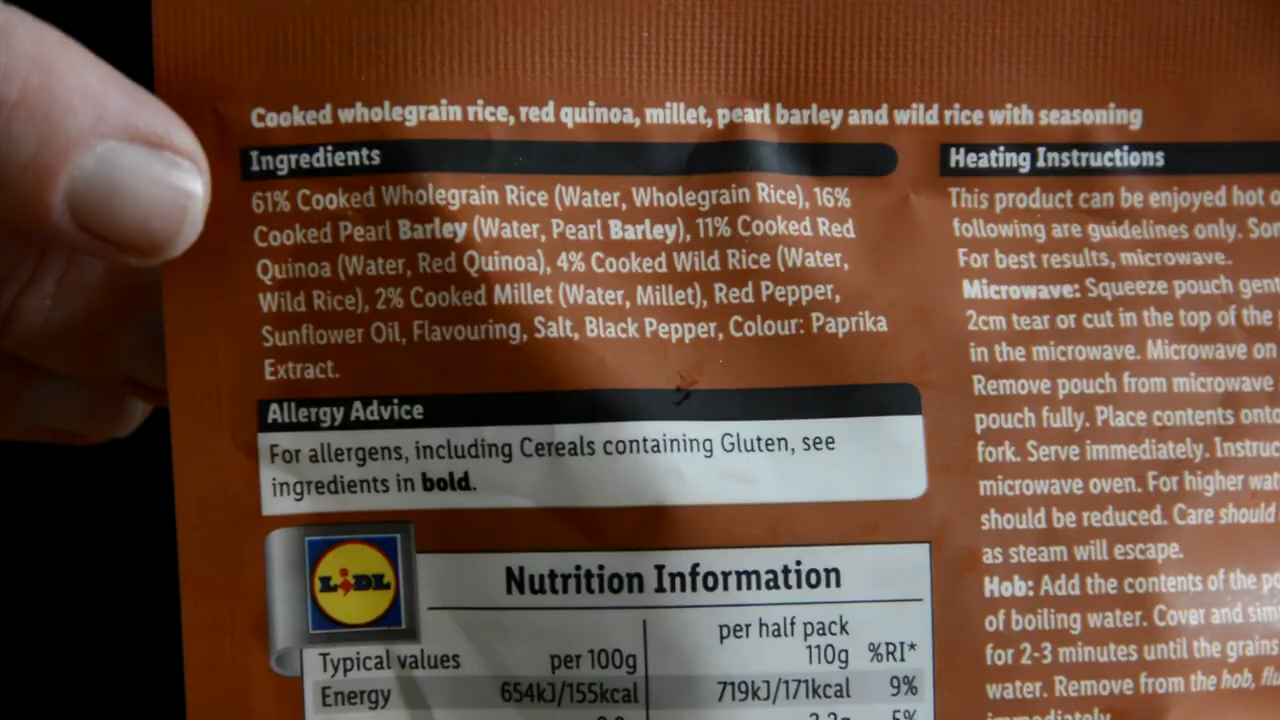 Cooked wholegrain rice, red quinoa, millet, pearl barley and wild rice with seasoning
Ingredients
61% Cooked Wholegrain Rice (Water, Wholegrain Rice), 16%
Cooked Pearl Barley (Water, Pearl Barley), 11% Cooked Red
Quinoa (Water, Red Quinoa), 4% Cooked Wild Rice (Water,
Wild Rice), 2% Cooked Millet (Water, Millet), Red Pepper,
Sunflower Oil, Flavouring, Salt, Black Pepper, Colour: Paprika
Extract.
Allergy Advice
For allergens, including Cereals containing Gluten, see
ingredients in bold.
LIDL
Nutrition Information
per half pack
Typical values per 100g 110g %RI*
Energy 654kJ/155kcal 719kJ/171kcal 9%
5%
Heating Instructions
This product can be enjoyed hot
following are guidelines only.
For best results, microwave.
Microwave: Squeeze pouch
2cm tear or cut in the top of the
in the microwave. Microwave on
Remove pouch from microwave
pouch fully. Place contents
fork. Serve immediately.
microwave oven. For higher
should be reduced. Care should
as steam will escape.
Hob: Add the contents of the
of boiling water. Cover and
for 2-3 minutes until the grains
water. Remove from the hob,
immediately